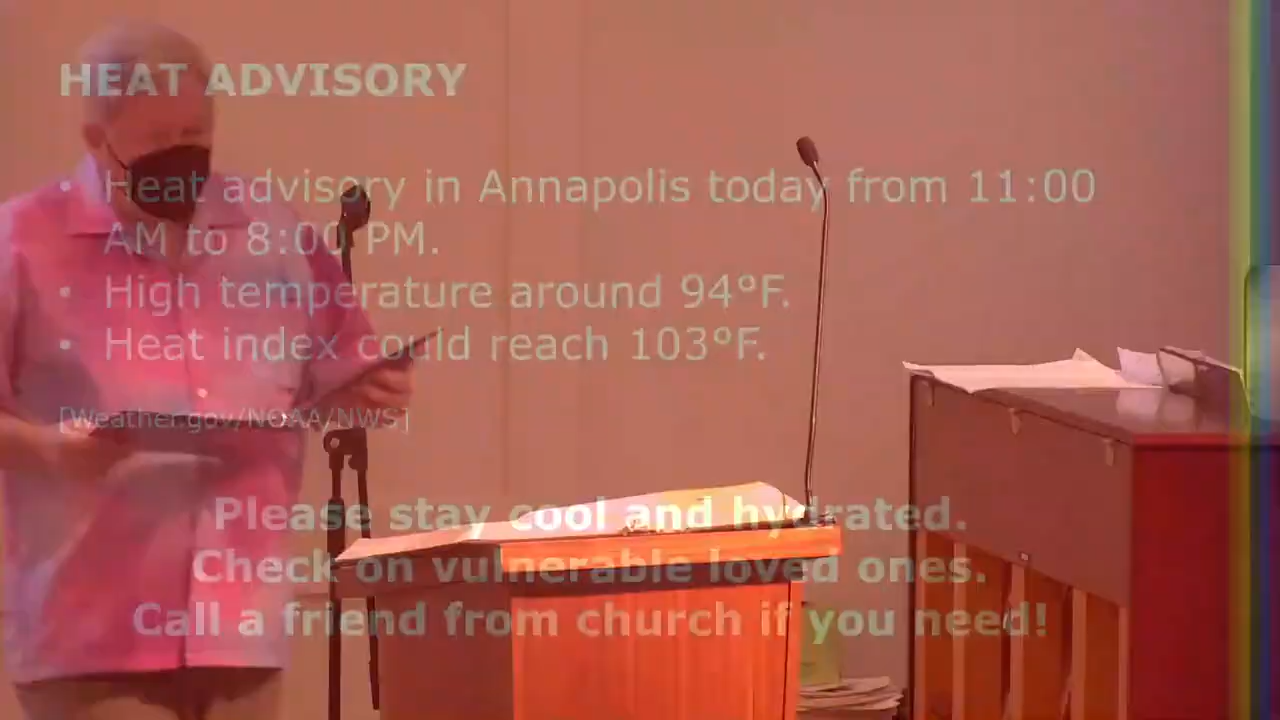 HEAT ADVISORY
• Heat advisory in Annapolis today from 11:00
AM to 8:00 PM.
• High temperature around 94°F.
• Heat index could reach 103°F.
[Weather.gov/NOAA/NWS]
Please stay cool and hydrated.
Check on vulnerable loved ones.
Call a friend from church if you need!